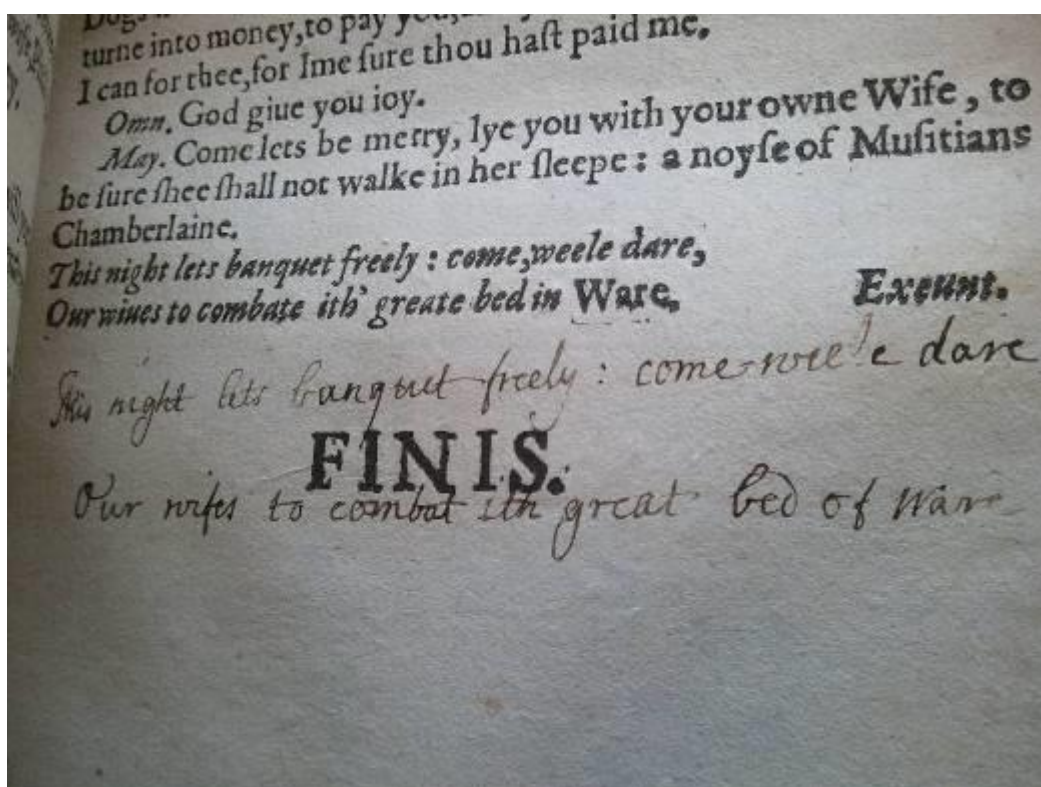 turne into money, to pay you,
I can for thee, for Ime sure thou hast paid me.
Omn. God giue you ioy.
May. Come lets be merry, lye you with your owne Wife, to
be sure shee shall not walke in her sleepe : a noyse of Musitians
Chamberlaine.
This night lets banquet freely : come, weele dare,
Our wiues to combate ith' greate bed in Ware.
Exeunt.
This night lets banquet freely : come weele dare
FINIS.
Our wifes to combat ith great bed of Ware